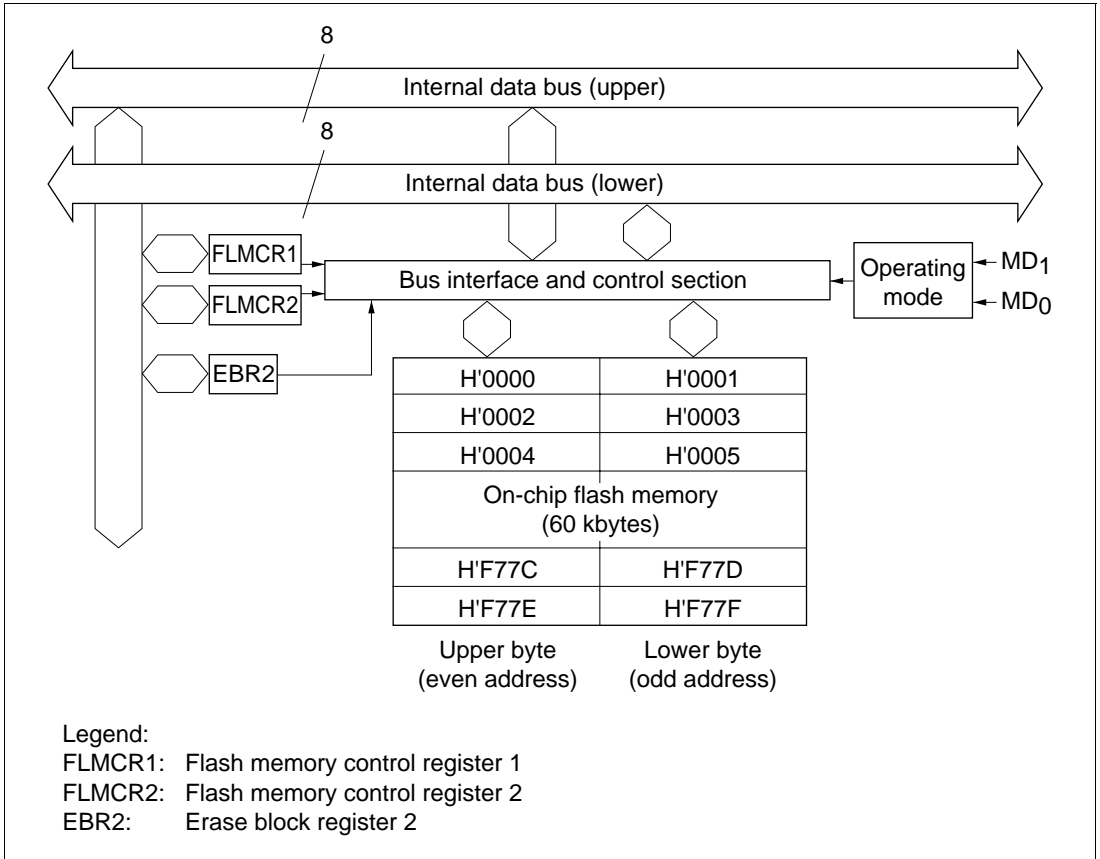 8
Internal data bus (upper)
8
Internal data bus (lower)
FLMCR1
Bus interface and control section
Operating
mode
MD1
MD0
FLMCR2
EBR2
H'0000 H'0001
H'0002 H'0003
H'0004 H'0005
On-chip flash memory
(60 kbytes)
H'F77C H'F77D
H'F77E H'F77F
Upper byte
(even address)
Lower byte
(odd address)
Legend:
FLMCR1: Flash memory control register 1
FLMCR2: Flash memory control register 2
EBR2: Erase block register 2